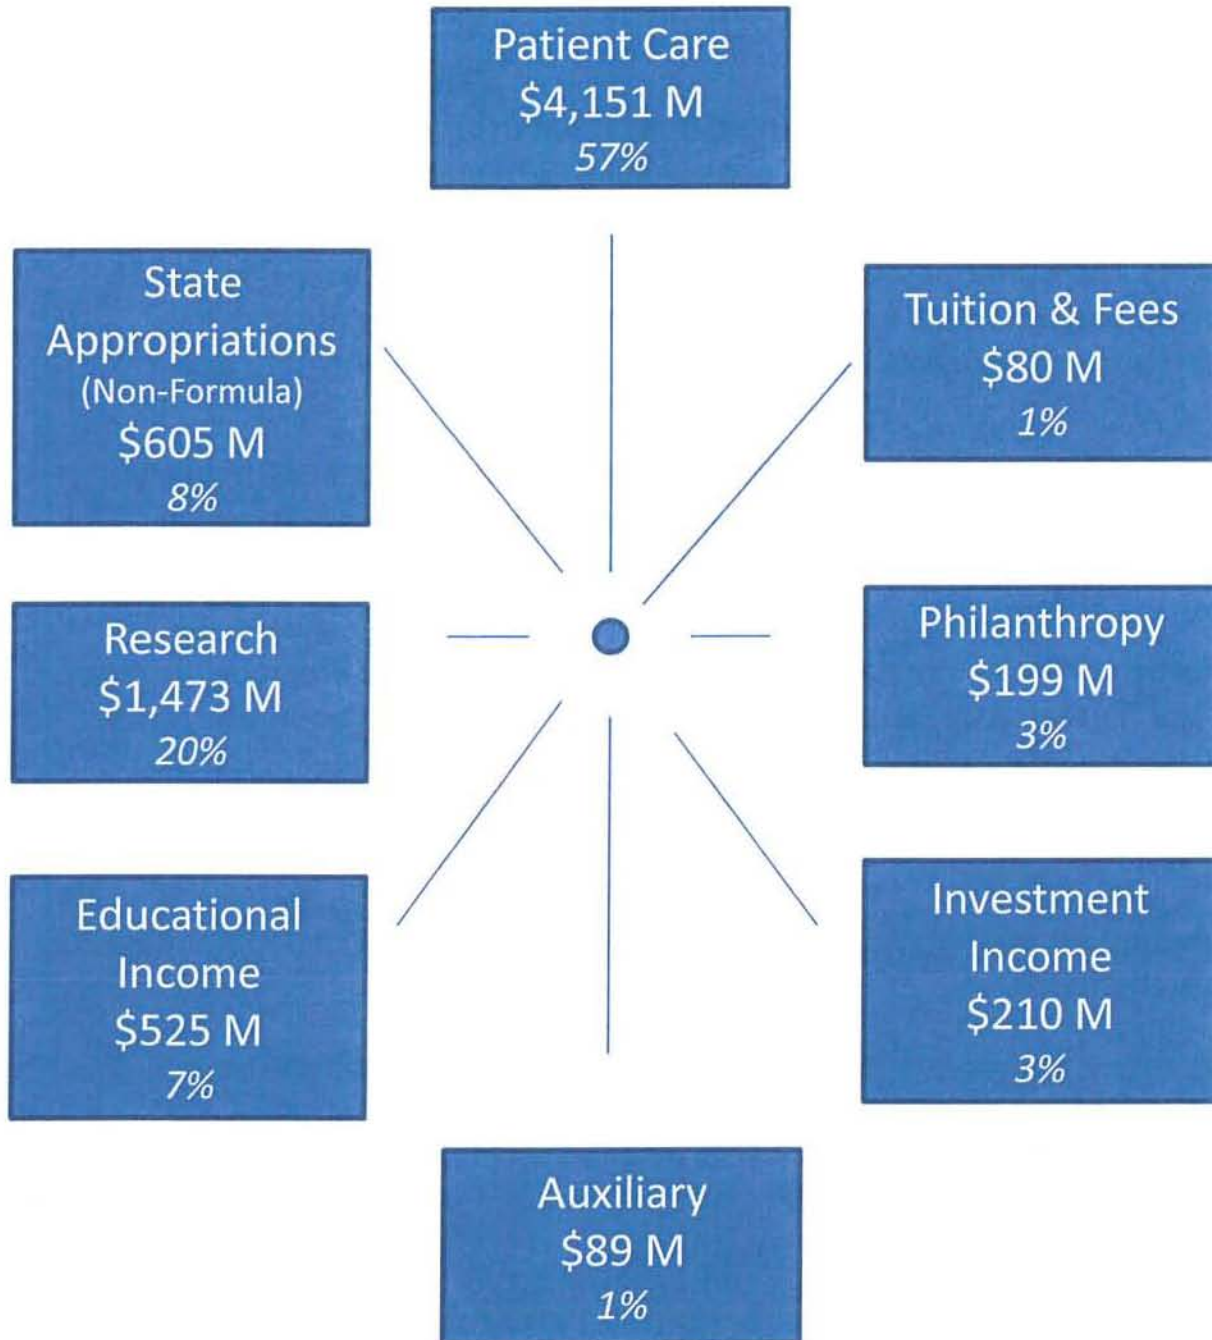 Patient Care
$4,151 M
57%
State
Appropriations
(Non-Formula)
$605 M
8%
Tuition & Fees
$80 M
1%
Research
$1,473 M
20%
Philanthropy
$199 M
3%
Educational
Income
$525 M
7%
Investment
Income
$210 M
3%
Auxiliary
$89 M
1%